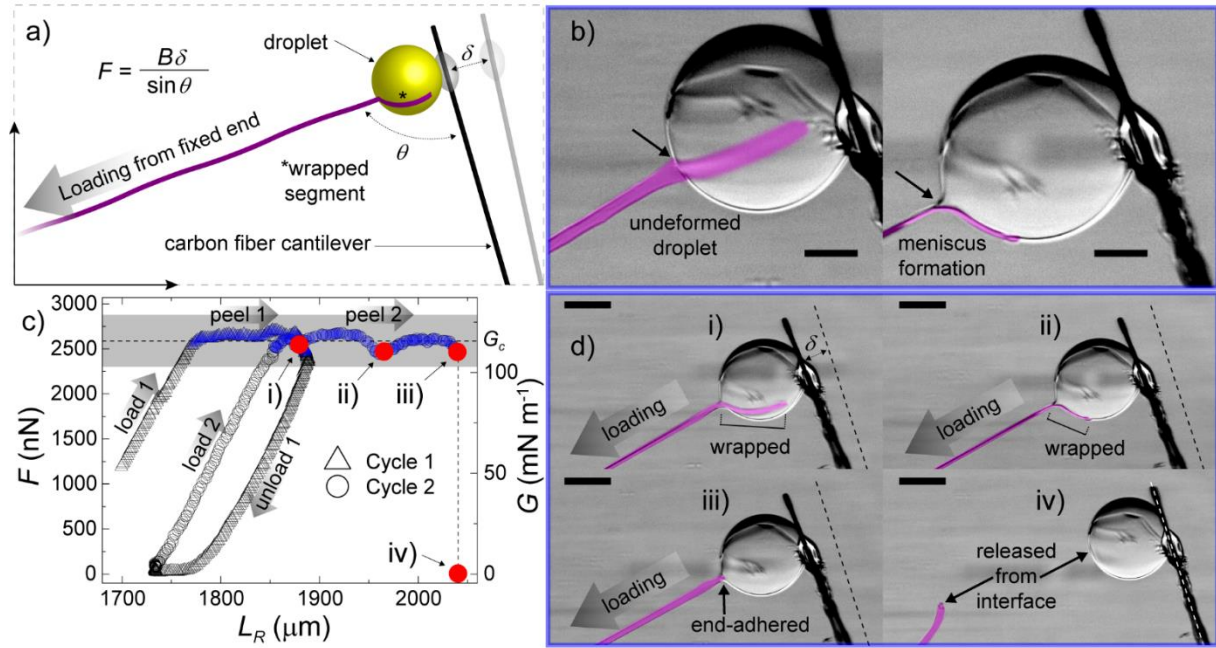 a)
droplet
δ
F = Bδ / sin θ
*
Loading from fixed end
θ
*wrapped
segment
carbon fiber cantilever
b)
undeformed
droplet
meniscus
formation
c)
3000
2500
2000
1500
1000
500
0
F (nN)
peel 1
peel 2
G_c
load 1
load 2
unload 1
i)
ii)
iii)
iv)
Cycle 1
Cycle 2
100
50
0
G (mN m⁻¹)
1700
1800
1900
2000
L_R (μm)
d)
i)
δ
loading
wrapped
ii)
loading
wrapped
iii)
loading
end-adhered
iv)
released
from
interface